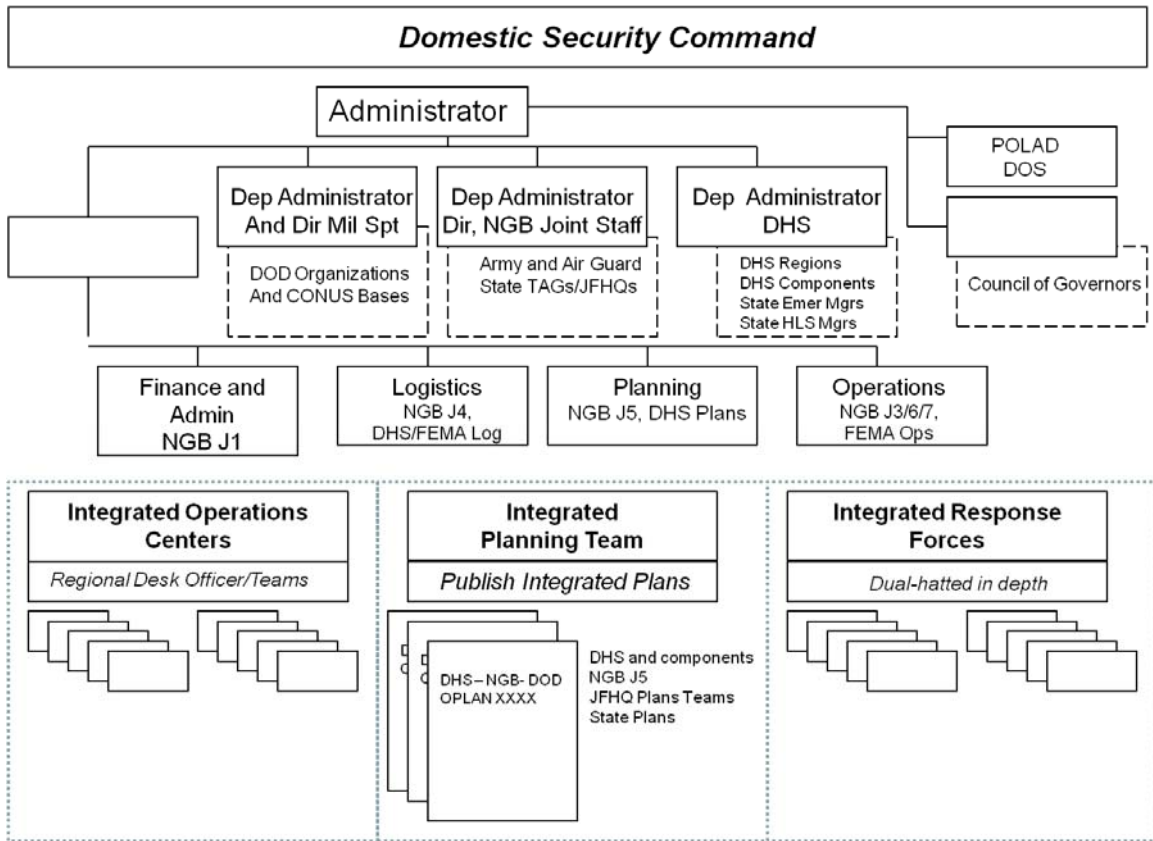 Domestic Security Command
Administrator
POLAD
DOS
Dep Administrator
And Dir Mil Spt
Dep Administrator
Dir, NGB Joint Staff
Dep Administrator
DHS
DOD Organizations
And CONUS Bases
Army and Air Guard
State TAGs/JFHQs
DHS Regions
DHS Components
State Emer Mgrs
State HLS Mgrs
Council of Governors
Finance and
Admin
NGB J1
Logistics
NGB J4,
DHS/FEMA Log
Planning
NGB J5, DHS Plans
Operations
NGB J3/6/7,
FEMA Ops
Integrated Operations
Centers
Regional Desk Officer/Teams
Integrated
Planning Team
Publish Integrated Plans
Integrated Response
Forces
Dual-hatted in depth
DHS– NGB- DOD
OPLAN XXXX
DHS and components
NGB J5
JFHQ Plans Teams
State Plans